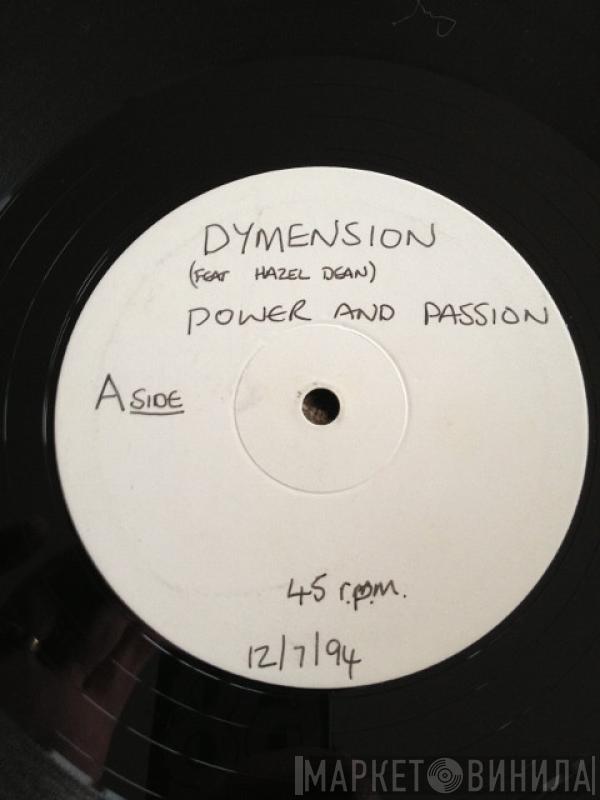 DYMENSION
(FEAT HAZEL DEAN)
POWER AND PASSION
A SIDE
45 r.p.m.
12/7/94
МАРКЕТ ВИНИЛА